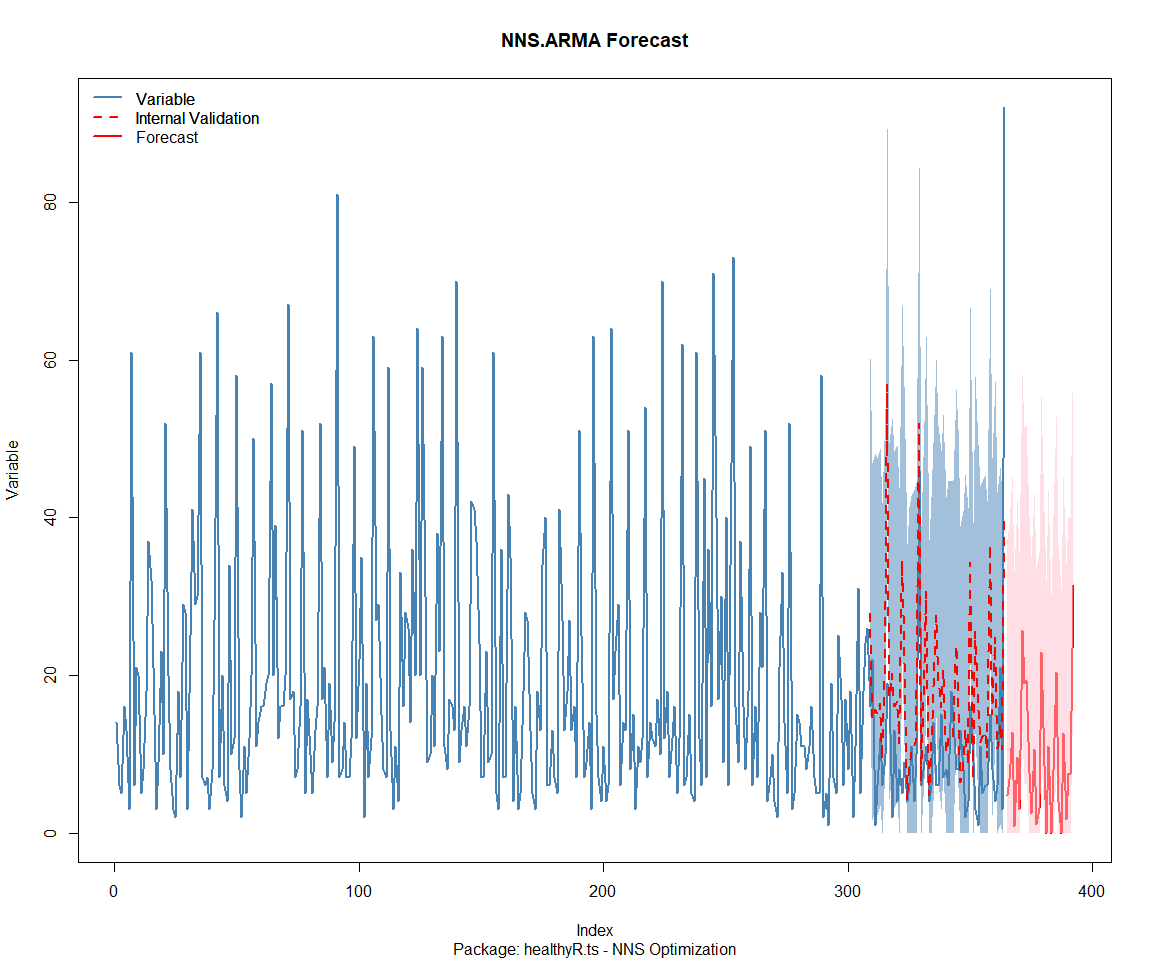 NNS.ARMA Forecast
Variable
Internal Validation
Forecast
Variable
80
60
40
20
0
0 100 200 300 400
Index
Package: healthyR.ts - NNS Optimization